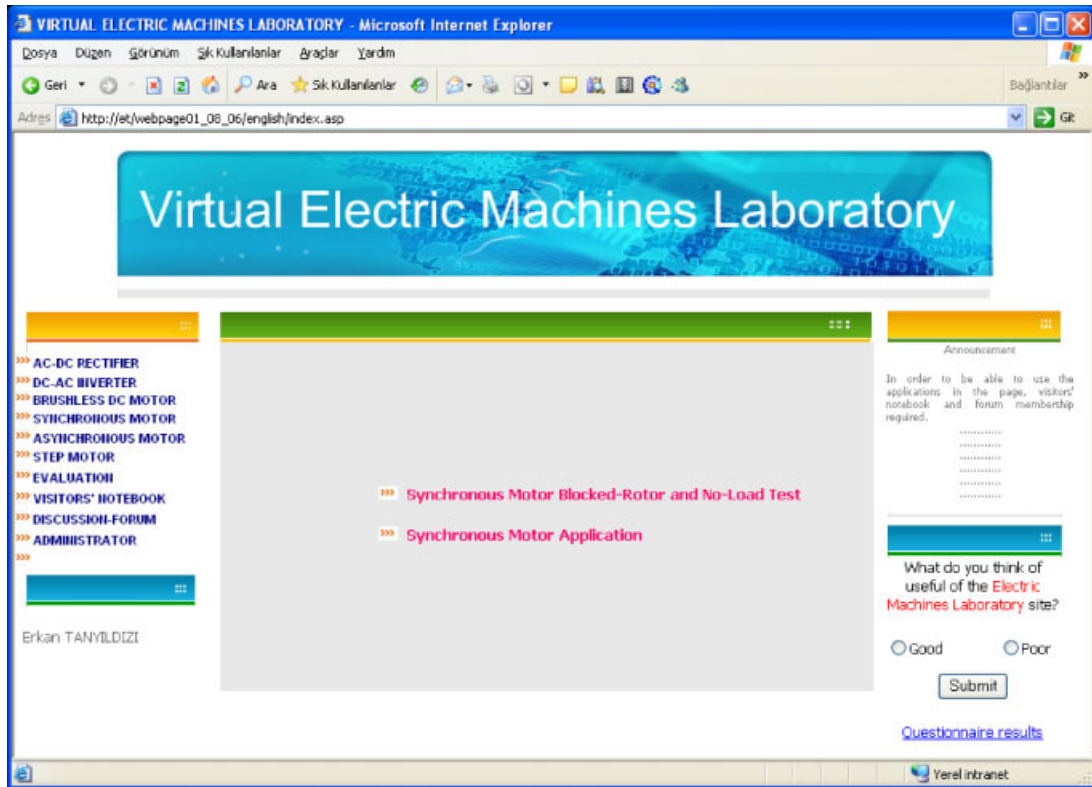 VIRTUAL ELECTRIC MACHINES LABORATORY - Microsoft Internet Explorer
Dosya Düzen Görünüm Sık Kullanılanlar Araçlar Yardım
Geri Ara Sık Kullanılanlar Bağlantılar »
Adres http://et/webpage01_08_06/english/index.asp Git
Virtual Electric Machines Laboratory
AC-DC RECTIFIER
DC-AC INVERTER
BRUSHLESS DC MOTOR
SYNCHRONOUS MOTOR
ASYNCHRONOUS MOTOR
STEP MOTOR
EVALUATION
VISITORS' NOTEBOOK
DISCUSSION-FORUM
ADMINISTRATOR
Erkan TANYILDIZI
Synchronous Motor Blocked-Rotor and No-Load Test
Synchronous Motor Application
Announcement
In order to be able to use the
applications in the page, visitors'
notebook and forum membership
required.
............
............
............
............
............
............
What do you think of
useful of the Electric
Machines Laboratory site?
Good Poor
Submit
Questionnaire results
Yerel intranet